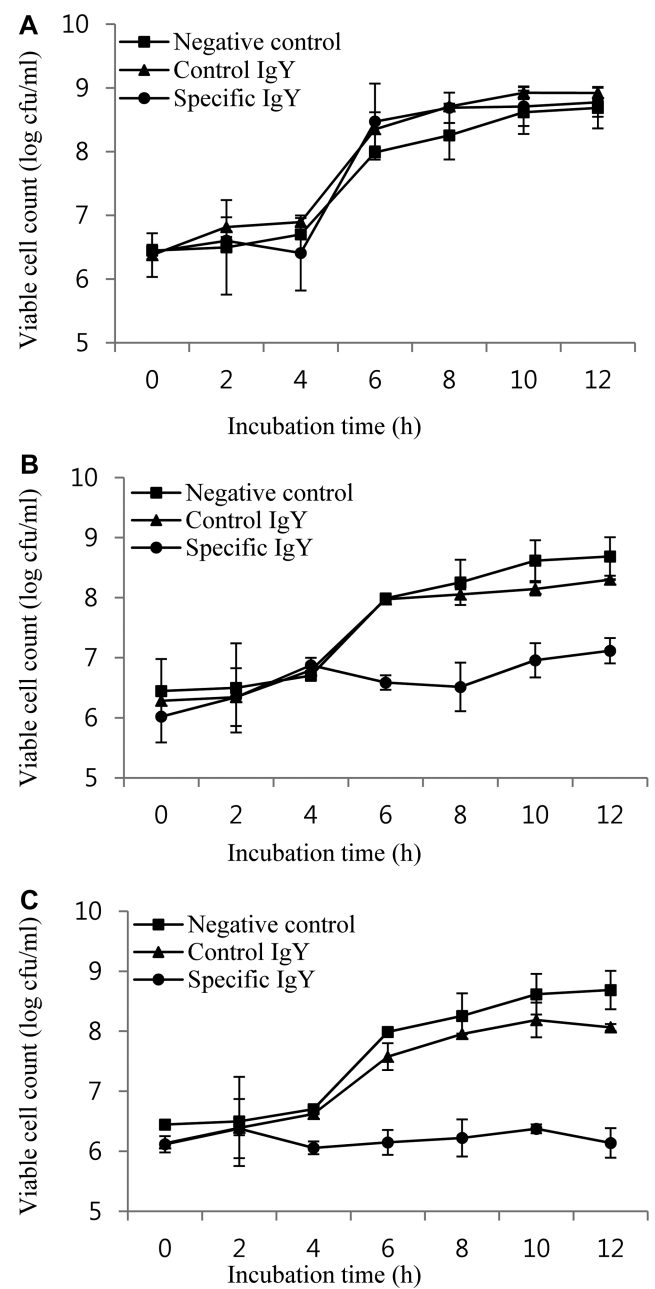 A
Viable cell count (log cfu/ml)
10
9
8
7
6
5
Negative control
Control IgY
Specific IgY
0 2 4 6 8 10 12
Incubation time (h)
B
Viable cell count (log cfu/ml)
10
9
8
7
6
5
Negative control
Control IgY
Specific IgY
0 2 4 6 8 10 12
Incubation time (h)
C
Viable cell count (log cfu/ml)
10
9
8
7
6
5
Negative control
Control IgY
Specific IgY
0 2 4 6 8 10 12
Incubation time (h)